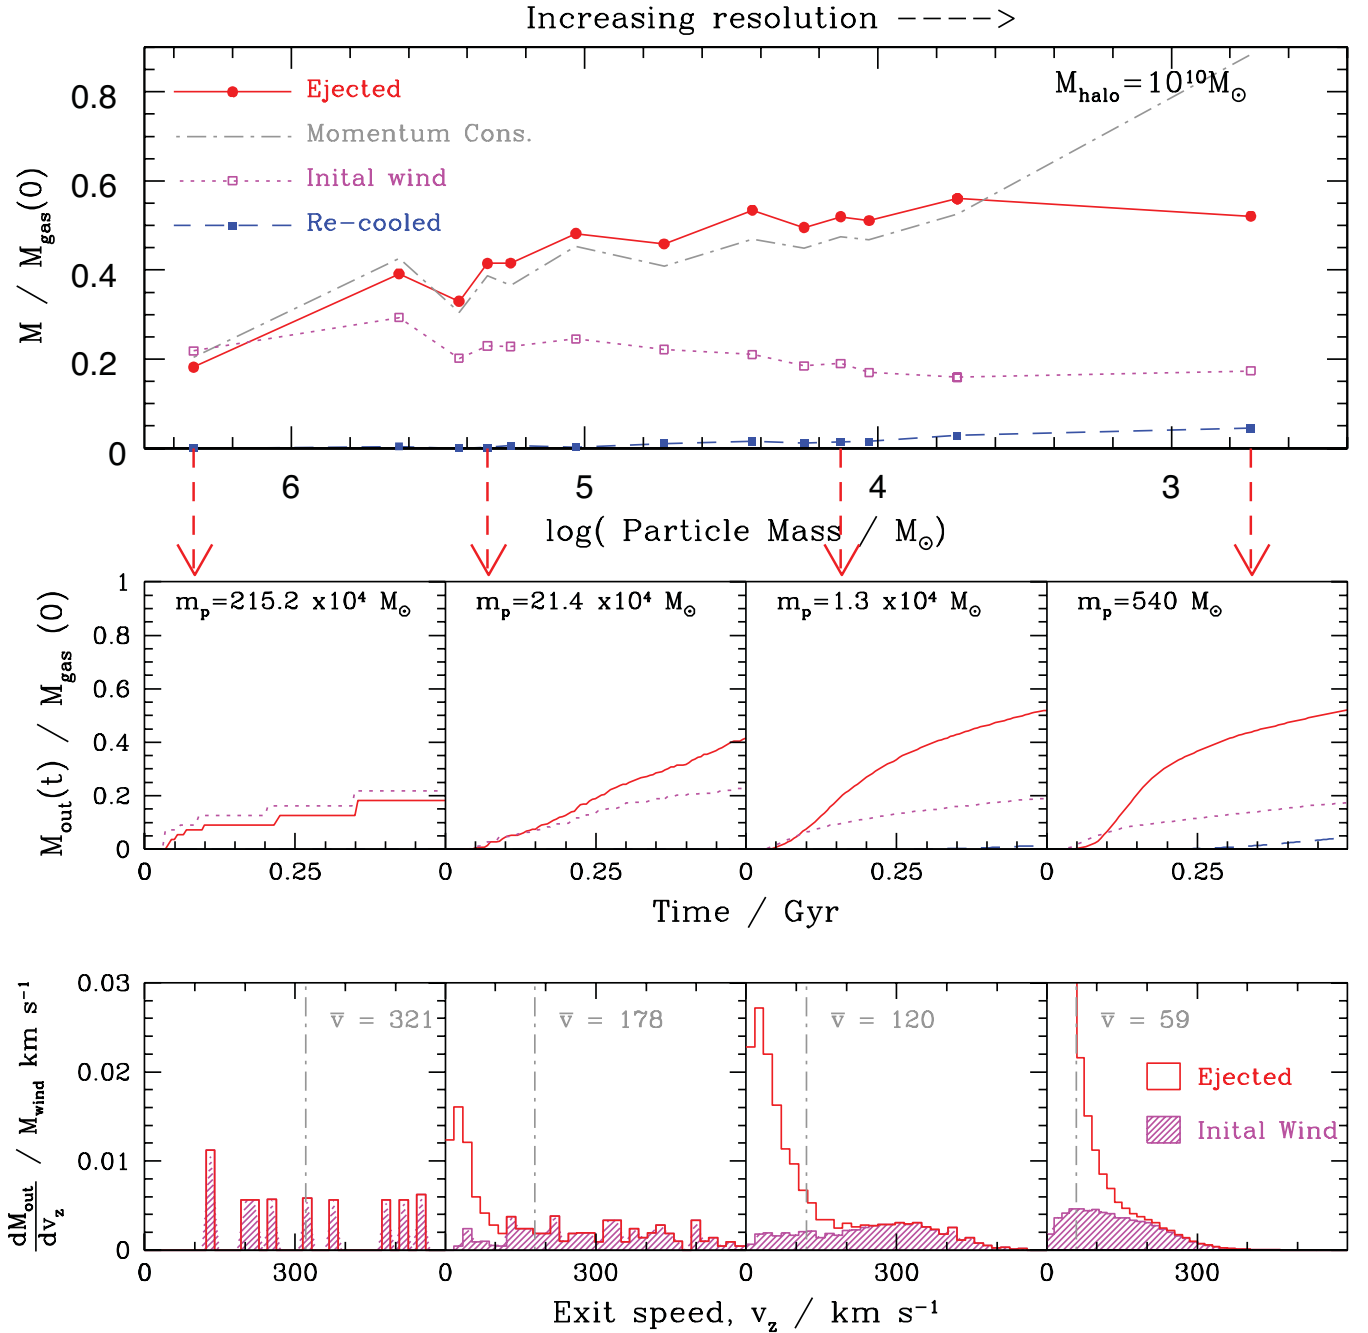 Increasing resolution ---->
M_halo=10^10 M_⊙
Ejected
Momentum Cons.
Inital wind
Re-cooled
M / M_gas(0)
0.8
0.6
0.4
0.2
0
6 5 4 3
log( Particle Mass / M_⊙)
m_p=215.2 x10^4 M_⊙
m_p=21.4 x10^4 M_⊙
m_p=1.3 x10^4 M_⊙
m_p=540 M_⊙
M_out(t) / M_gas (0)
1
0.8
0.6
0.4
0.2
0
0 0.25 0 0.25 0 0.25 0 0.25
Time / Gyr
v̄ = 321
v̄ = 178
v̄ = 120
v̄ = 59
Ejected
Inital Wind
dM_out/dv_z / M_wind km s^-1
0.03
0.02
0.01
0
0 300 0 300 0 300 0 300
Exit speed, v_z / km s^-1